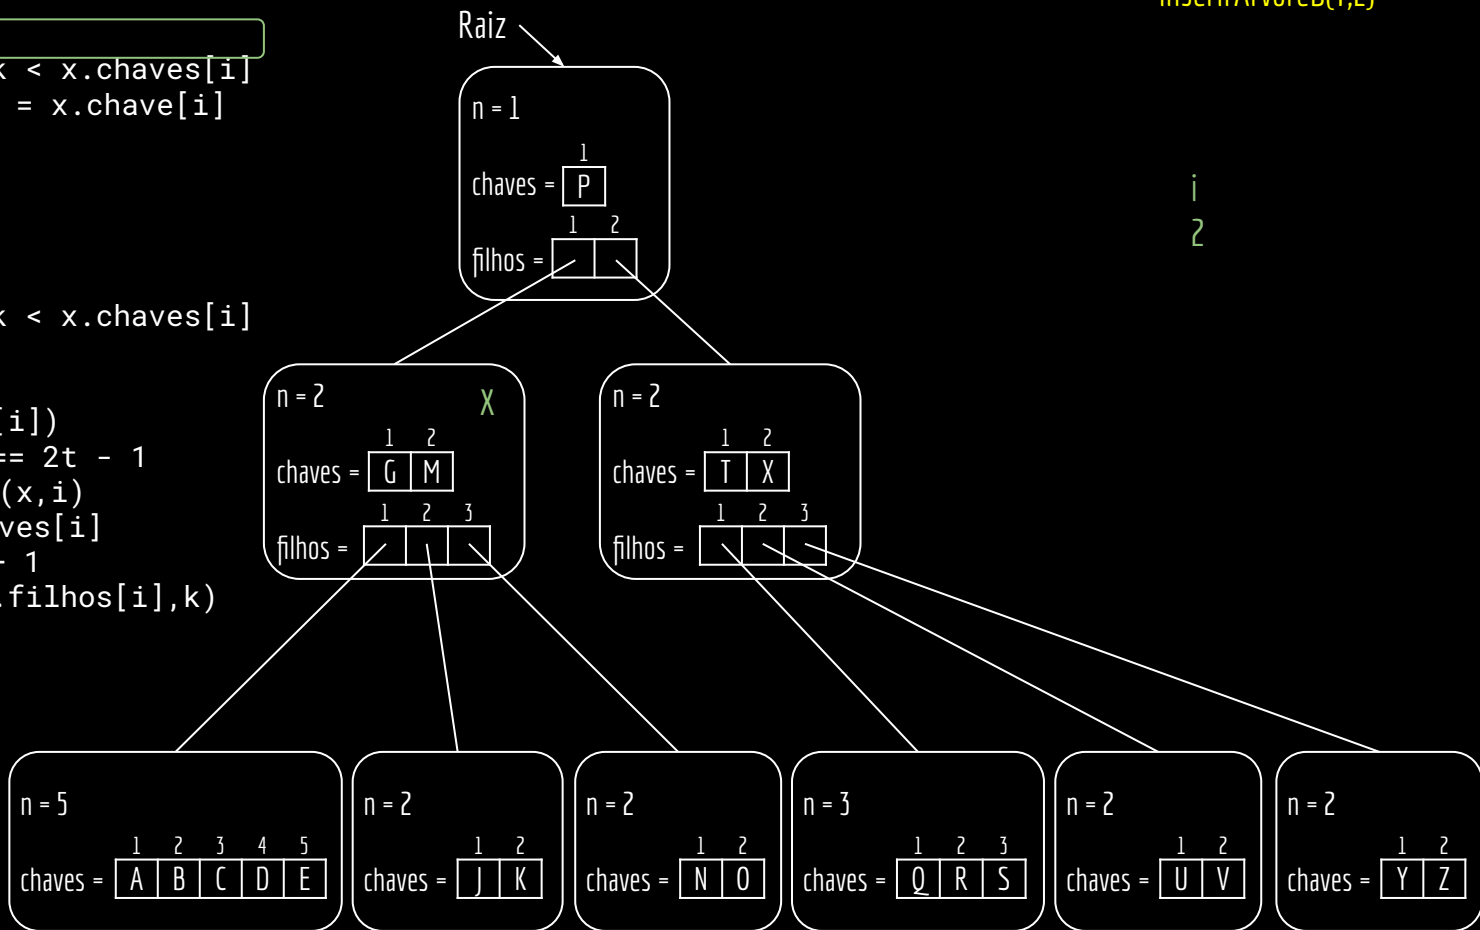 k < x.chaves[i]
= x.chave[i]
k < x.chaves[i]
[i])
== 2t - 1
(x,i)
ves[i]
- 1
.filhos[i],k)
Raiz
n = 1
1
chaves = P
1 2
filhos =
i
2
n = 2 X
1 2
chaves = G M
1 2 3
filhos =
n = 2
1 2
chaves = T X
1 2 3
filhos =
n = 5
1 2 3 4 5
chaves = A B C D E
n = 2
1 2
chaves = J K
n = 2
1 2
chaves = N O
n = 3
1 2 3
chaves = Q R S
n = 2
1 2
chaves = U V
n = 2
1 2
chaves = Y Z